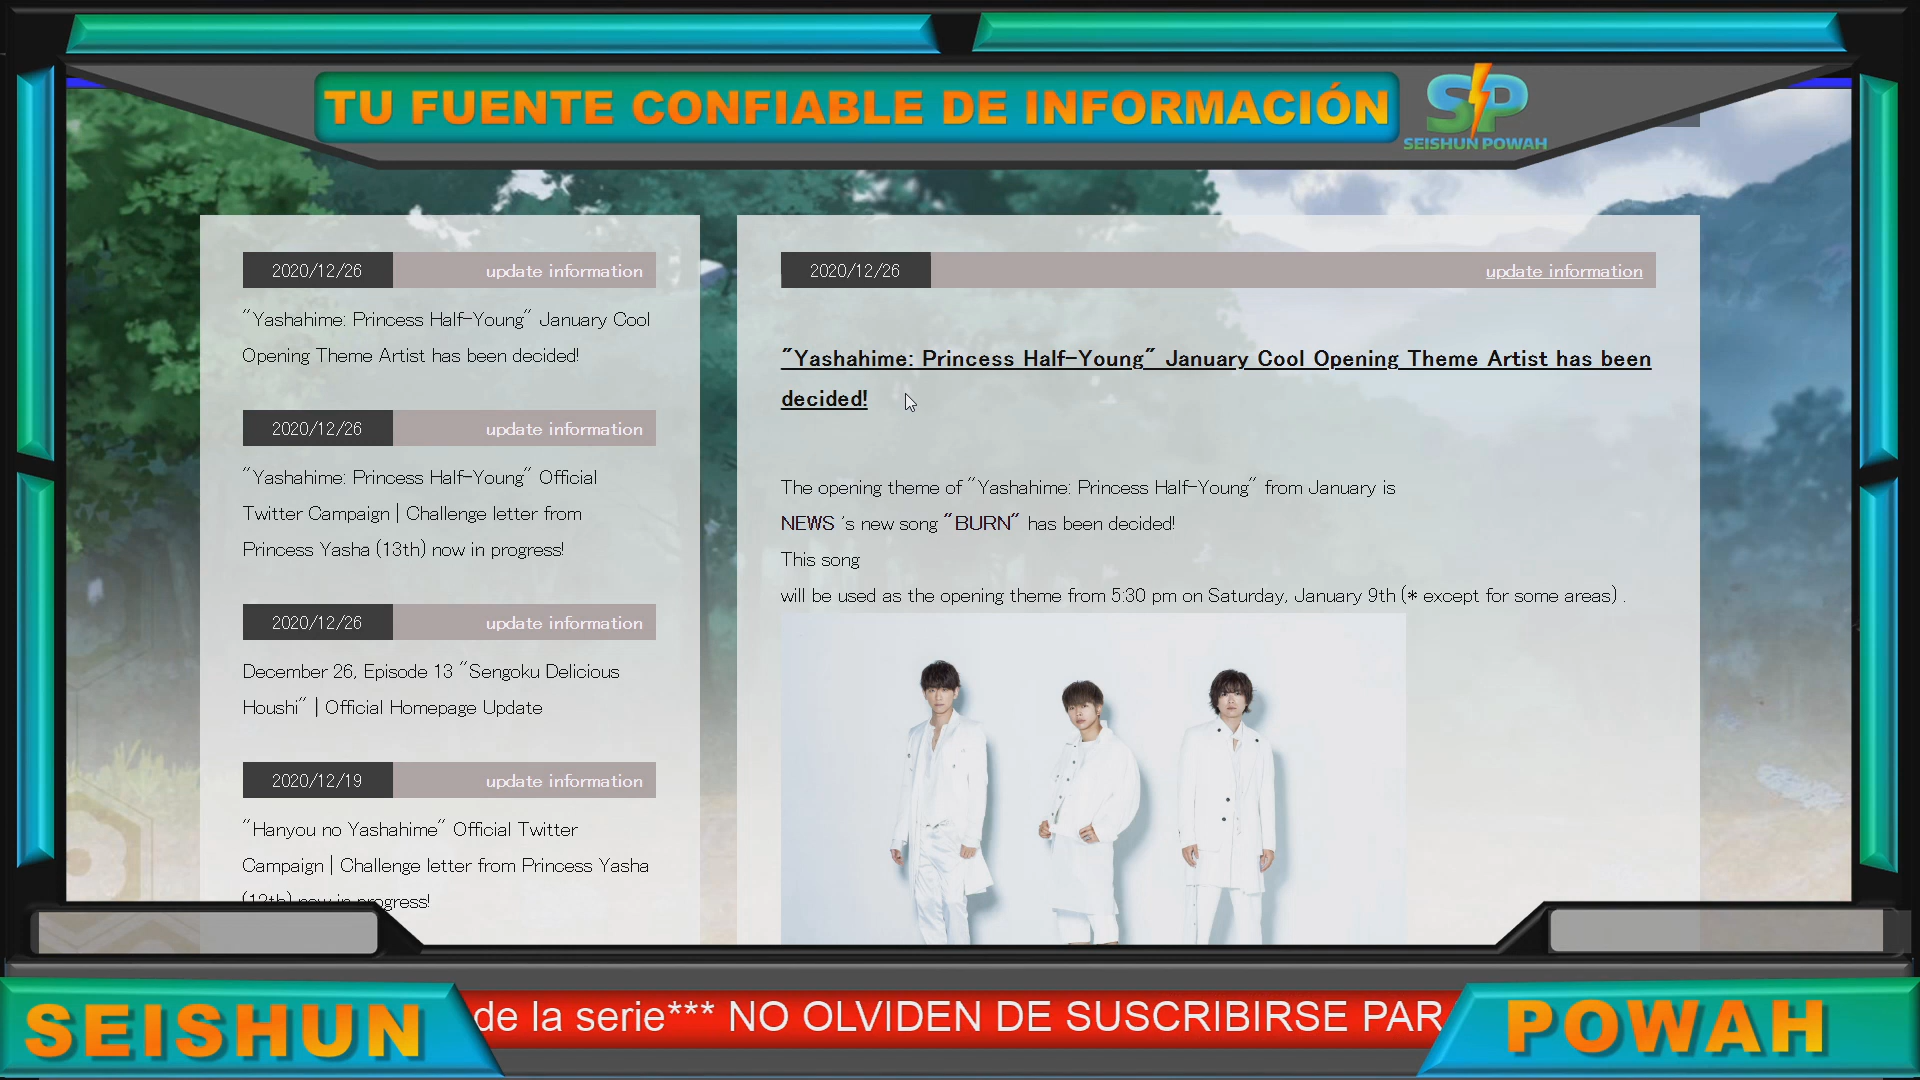 TU FUENTE CONFIABLE DE INFORMACIÓN
SP
SEISHUN POWAH
2020/12/26 update information
"Yashahime: Princess Half-Young" January Cool
Opening Theme Artist has been decided!
2020/12/26 update information
"Yashahime: Princess Half-Young" Official
Twitter Campaign | Challenge letter from
Princess Yasha (13th) now in progress!
2020/12/26 update information
December 26, Episode 13 "Sengoku Delicious
Houshi" | Official Homepage Update
2020/12/19 update information
"Hanyou no Yashahime" Official Twitter
Campaign | Challenge letter from Princess Yasha
(12th) now in progress!
2020/12/26 update information
"Yashahime: Princess Half-Young" January Cool Opening Theme Artist has been
decided!
The opening theme of "Yashahime: Princess Half-Young" from January is
NEWS 's new song "BURN" has been decided!
This song
will be used as the opening theme from 5:30 pm on Saturday, January 9th (* except for some areas) .
SEISHUN
de la serie*** NO OLVIDEN DE SUSCRIBIRSE PAR
POWAH